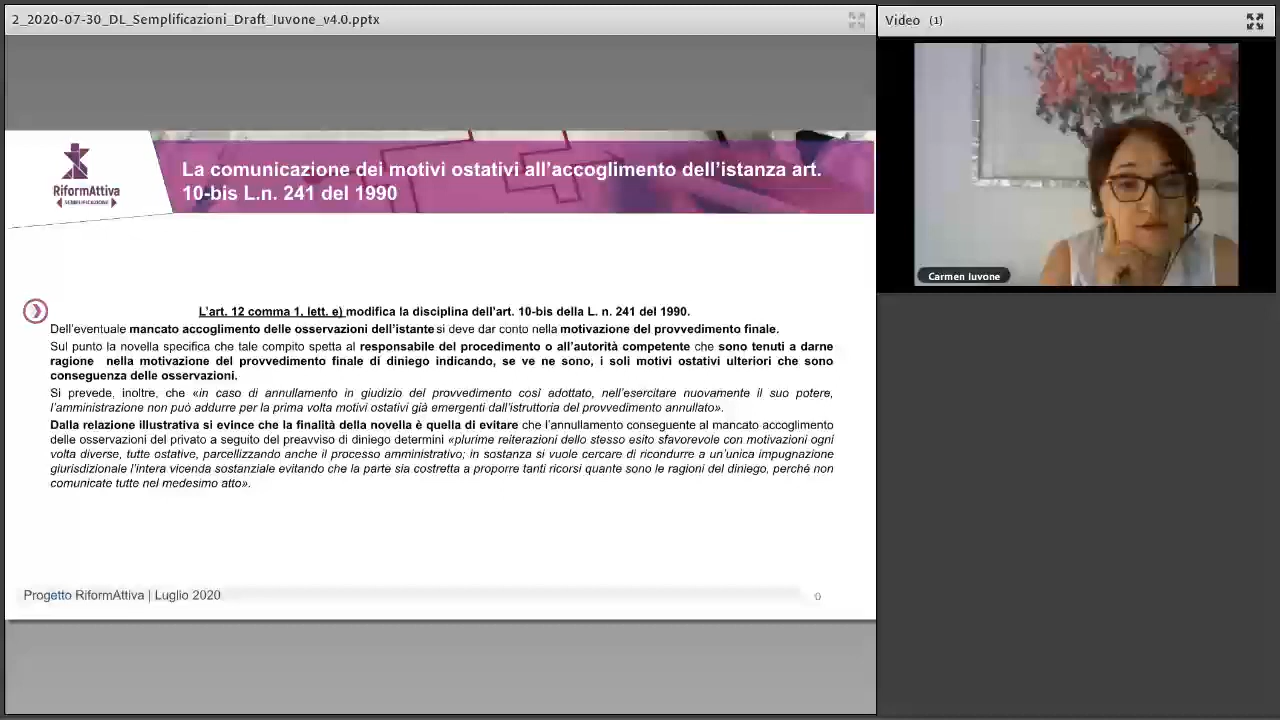 2_2020-07-30_DL_Semplificazioni_Draft_Iuvone_v4.0.pptx
Video (1)
RiformAttiva
SEMPLIFICAZIONE
La comunicazione dei motivi ostativi all’accoglimento dell’istanza art.
10-bis L.n. 241 del 1990
Carmen Iuvone
L’art. 12 comma 1, lett. e) modifica la disciplina dell’art. 10-bis della L. n. 241 del 1990.
Dell’eventuale mancato accoglimento delle osservazioni dell’istante si deve dar conto nella motivazione del provvedimento finale.
Sul punto la novella specifica che tale compito spetta al responsabile del procedimento o all’autorità competente che sono tenuti a darne
ragione nella motivazione del provvedimento finale di diniego indicando, se ve ne sono, i soli motivi ostativi ulteriori che sono
conseguenza delle osservazioni.
Si prevede, inoltre, che «in caso di annullamento in giudizio del provvedimento così adottato, nell’esercitare nuovamente il suo potere,
l’amministrazione non può addurre per la prima volta motivi ostativi già emergenti dall’istruttoria del provvedimento annullato».
Dalla relazione illustrativa si evince che la finalità della novella è quella di evitare che l’annullamento conseguente al mancato accoglimento
delle osservazioni del privato a seguito del preavviso di diniego determini «plurime reiterazioni dello stesso esito sfavorevole con motivazioni ogni
volta diverse, tutte ostative, parcellizzando anche il processo amministrativo; in sostanza si vuole cercare di ricondurre a un’unica impugnazione
giurisdizionale l’intera vicenda sostanziale evitando che la parte sia costretta a proporre tanti ricorsi quante sono le ragioni del diniego, perché non
comunicate tutte nel medesimo atto».
Progetto RiformAttiva | Luglio 2020
0